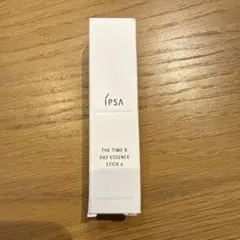 IPSA
THE TIME R
DAY ESSENCE
STICK e